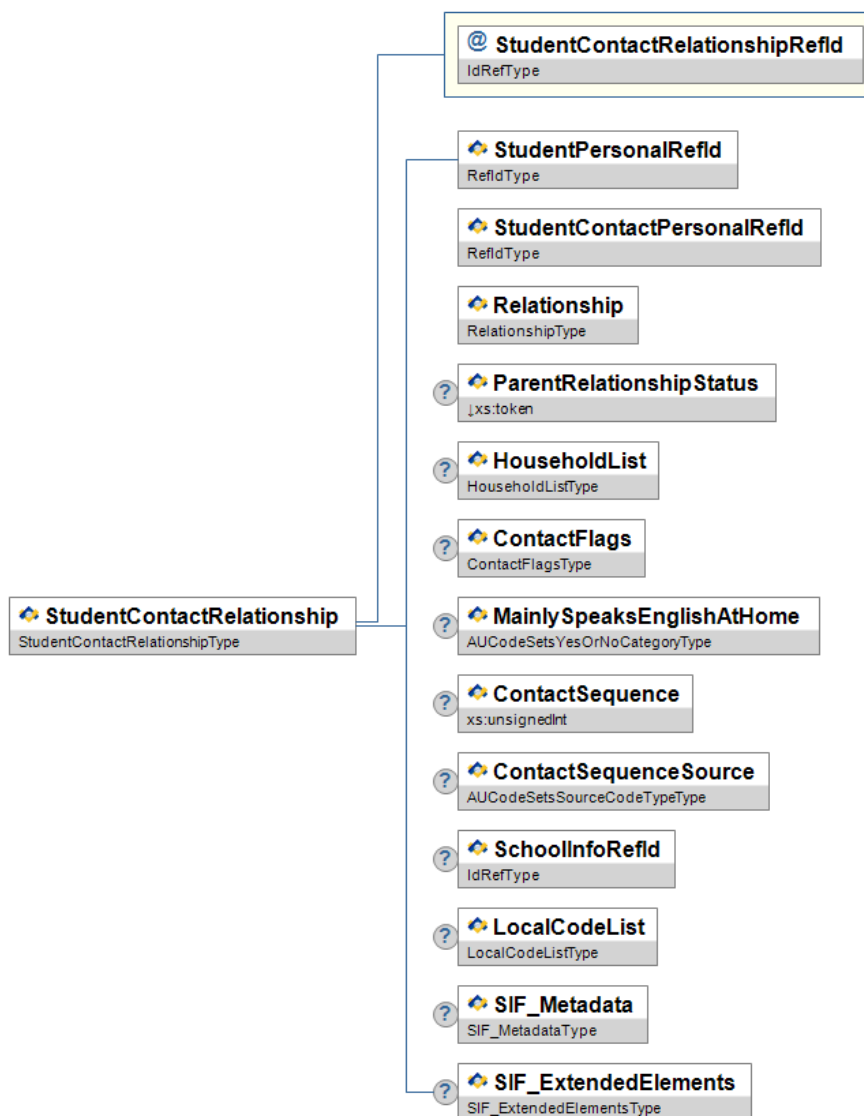 @ StudentContactRelationshipRefId
IdRefType
StudentPersonalRefId
RefIdType
StudentContactPersonalRefId
RefIdType
Relationship
RelationshipType
? ParentRelationshipStatus
↓xs:token
? HouseholdList
HouseholdListType
? ContactFlags
ContactFlagsType
StudentContactRelationship
StudentContactRelationshipType
? MainlySpeaksEnglishAtHome
AUCodeSetsYesOrNoCategoryType
? ContactSequence
xs:unsignedInt
? ContactSequenceSource
AUCodeSetsSourceCodeTypeType
? SchoolInfoRefId
IdRefType
? LocalCodeList
LocalCodeListType
? SIF_Metadata
SIF_MetadataType
? SIF_ExtendedElements
SIF_ExtendedElementsType